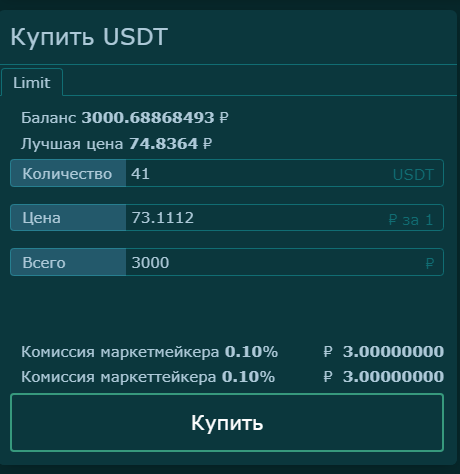 Купить USDT
Limit
Баланс 3000.68868493 ₽
Лучшая цена 74.8364 ₽
Количество 41 USDT
Цена 73.1112 ₽ за 1
Всего 3000 ₽
Комиссия маркетмейкера 0.10% ₽ 3.00000000
Комиссия маркеттейкера 0.10% ₽ 3.00000000
Купить